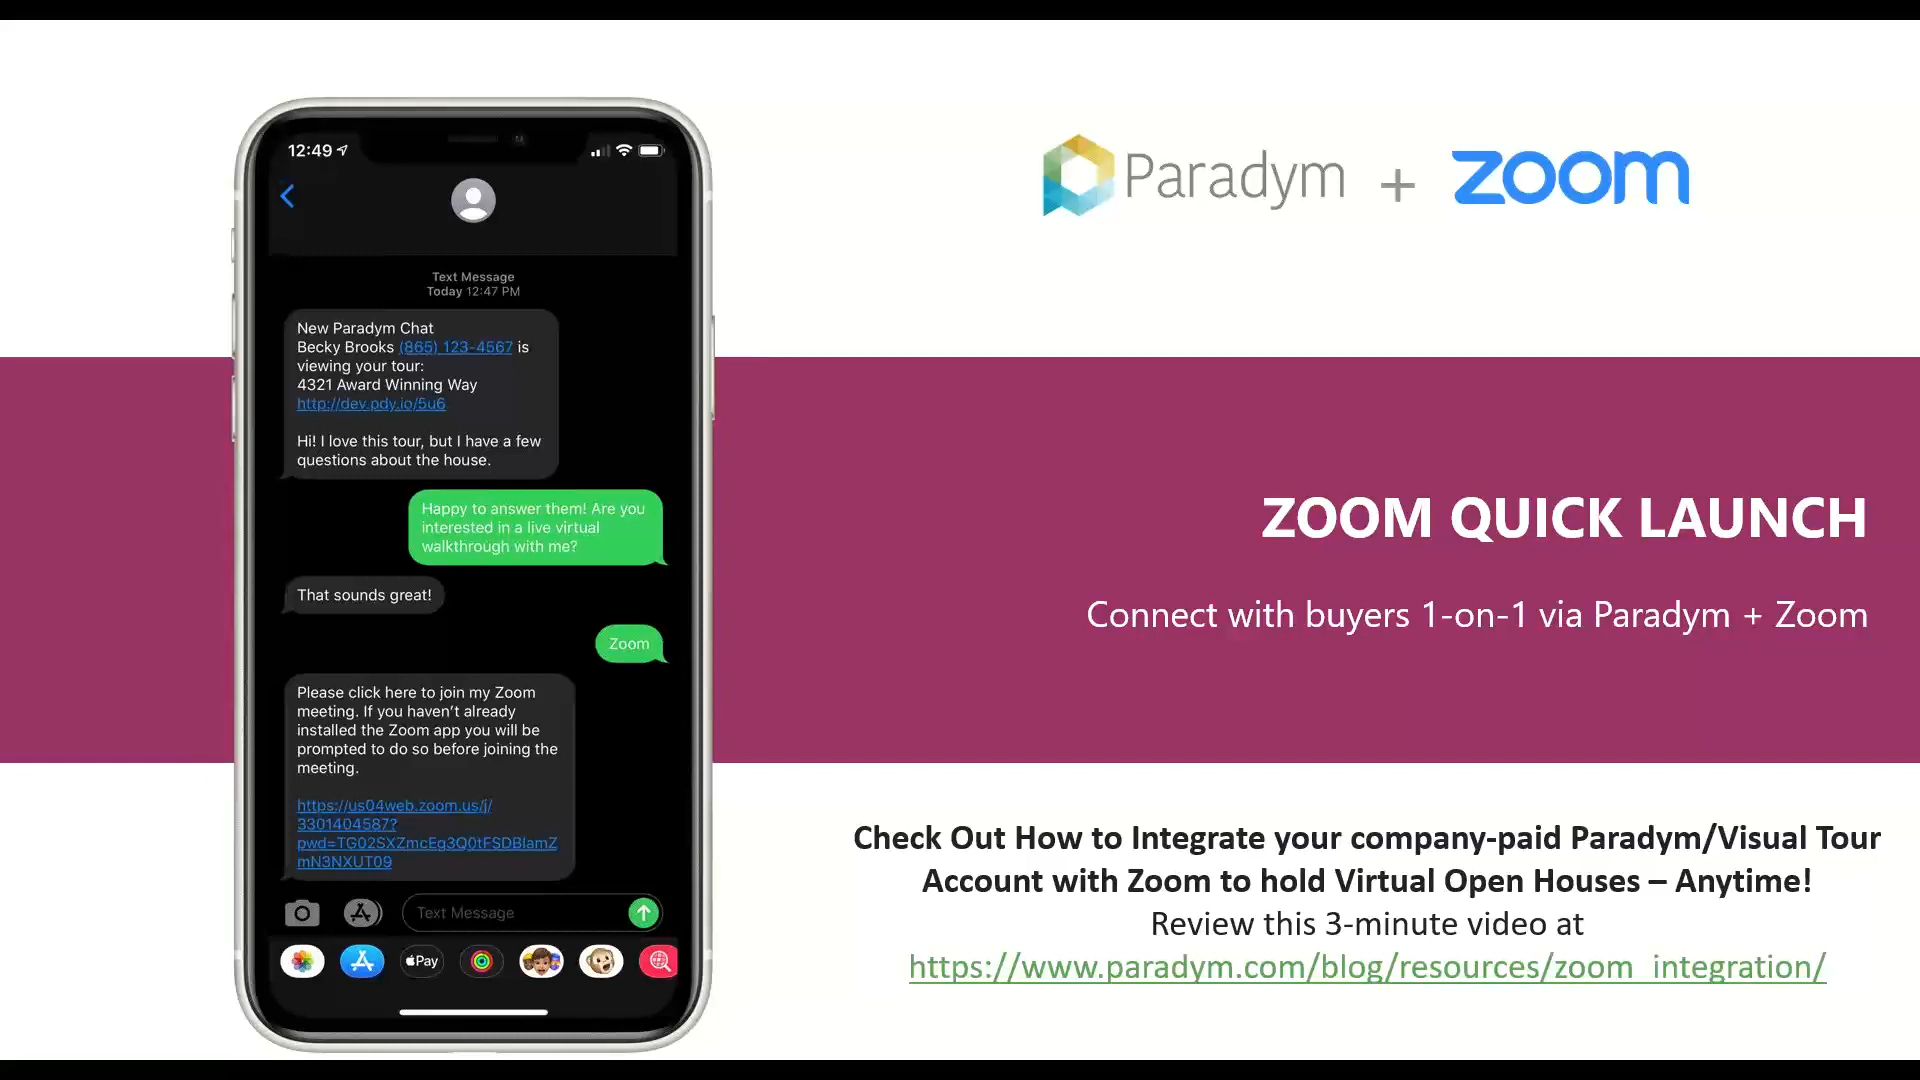 12:49
Text Message
Today 12:47 PM
New Paradym Chat
Becky Brooks (865) 123-4567 is
viewing your tour:
4321 Award Winning Way
http://dev.pdy.io/5u6
Hi! I love this tour, but I have a few
questions about the house.
Happy to answer them! Are you
interested in a live virtual
walkthrough with me?
That sounds great!
Zoom
Please click here to join my Zoom
meeting. If you haven't already
installed the Zoom app you will be
prompted to do so before joining the
meeting.
https://us04web.zoom.us/j/
3301404587?
pwd=TG02SXZmcEq3Q0tFSDBIamZ
mN3NXUT09
Text Message
Pay
Paradym + zoom
ZOOM QUICK LAUNCH
Connect with buyers 1-on-1 via Paradym + Zoom
Check Out How to Integrate your company-paid Paradym/Visual Tour
Account with Zoom to hold Virtual Open Houses – Anytime!
Review this 3-minute video at
https://www.paradym.com/blog/resources/zoom_integration/